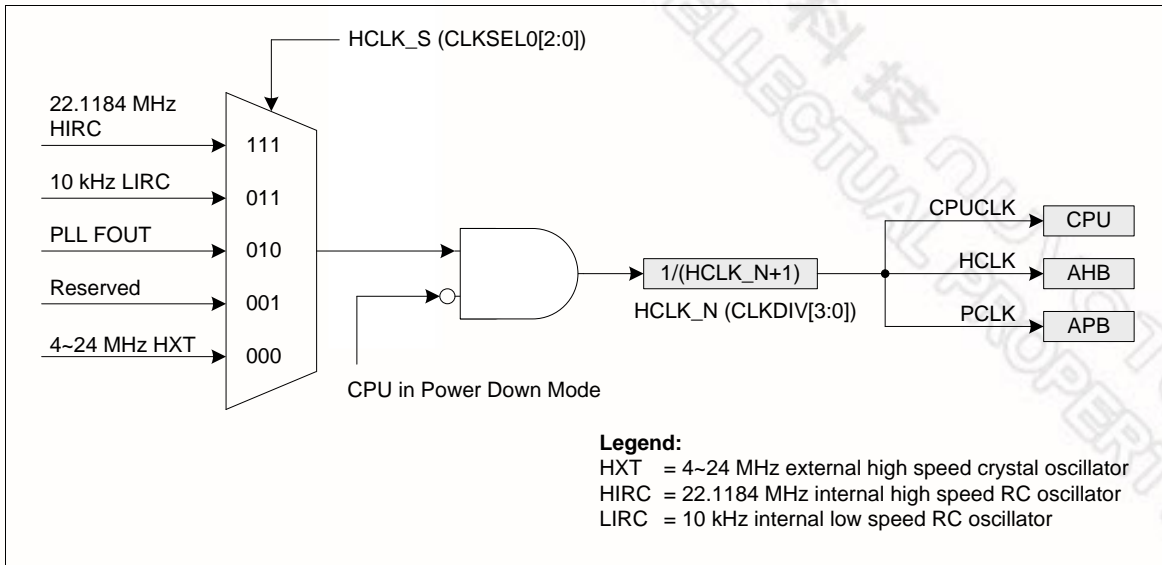 HCLK_S (CLKSEL0[2:0])
22.1184 MHz
HIRC
111
10 kHz LIRC
011
PLL FOUT
010
Reserved
001
4~24 MHz HXT
000
CPU in Power Down Mode
1/(HCLK_N+1)
HCLK_N (CLKDIV[3:0])
CPUCLK
CPU
HCLK
AHB
PCLK
APB
Legend:
HXT = 4~24 MHz external high speed crystal oscillator
HIRC = 22.1184 MHz internal high speed RC oscillator
LIRC = 10 kHz internal low speed RC oscillator
科技